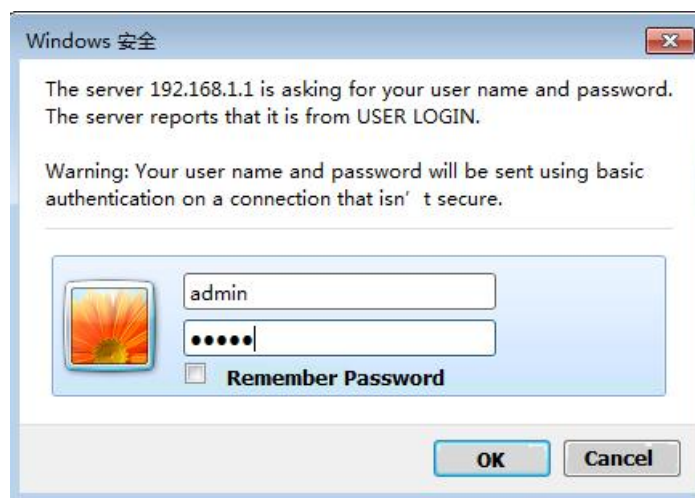 Windows 安全
The server 192.168.1.1 is asking for your user name and password.
The server reports that it is from USER LOGIN.
Warning: Your user name and password will be sent using basic
authentication on a connection that isn’ t secure.
admin
●●●●●
Remember Password
OK
Cancel